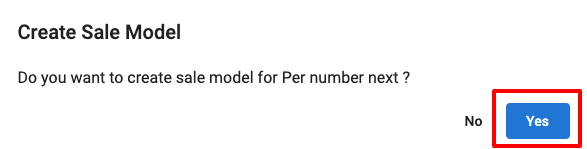 Create Sale Model
Do you want to create sale model for Per number next ?
No Yes